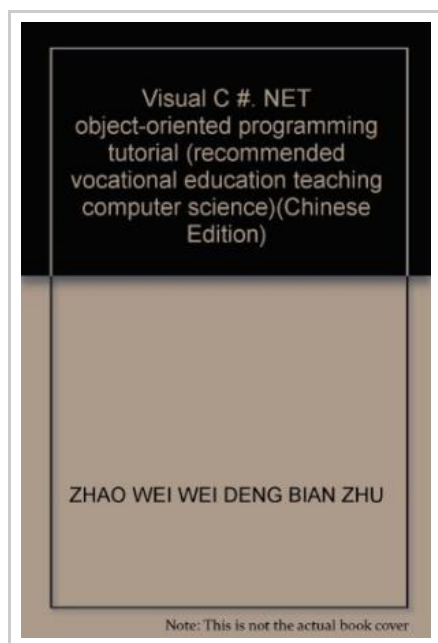 Visual C #. NET
object-oriented programming
tutorial (recommended
vocational education teaching
computer science)(Chinese
Edition)
ZHAO WEI WEI DENG BIAN ZHU
Note: This is not the actual book cover